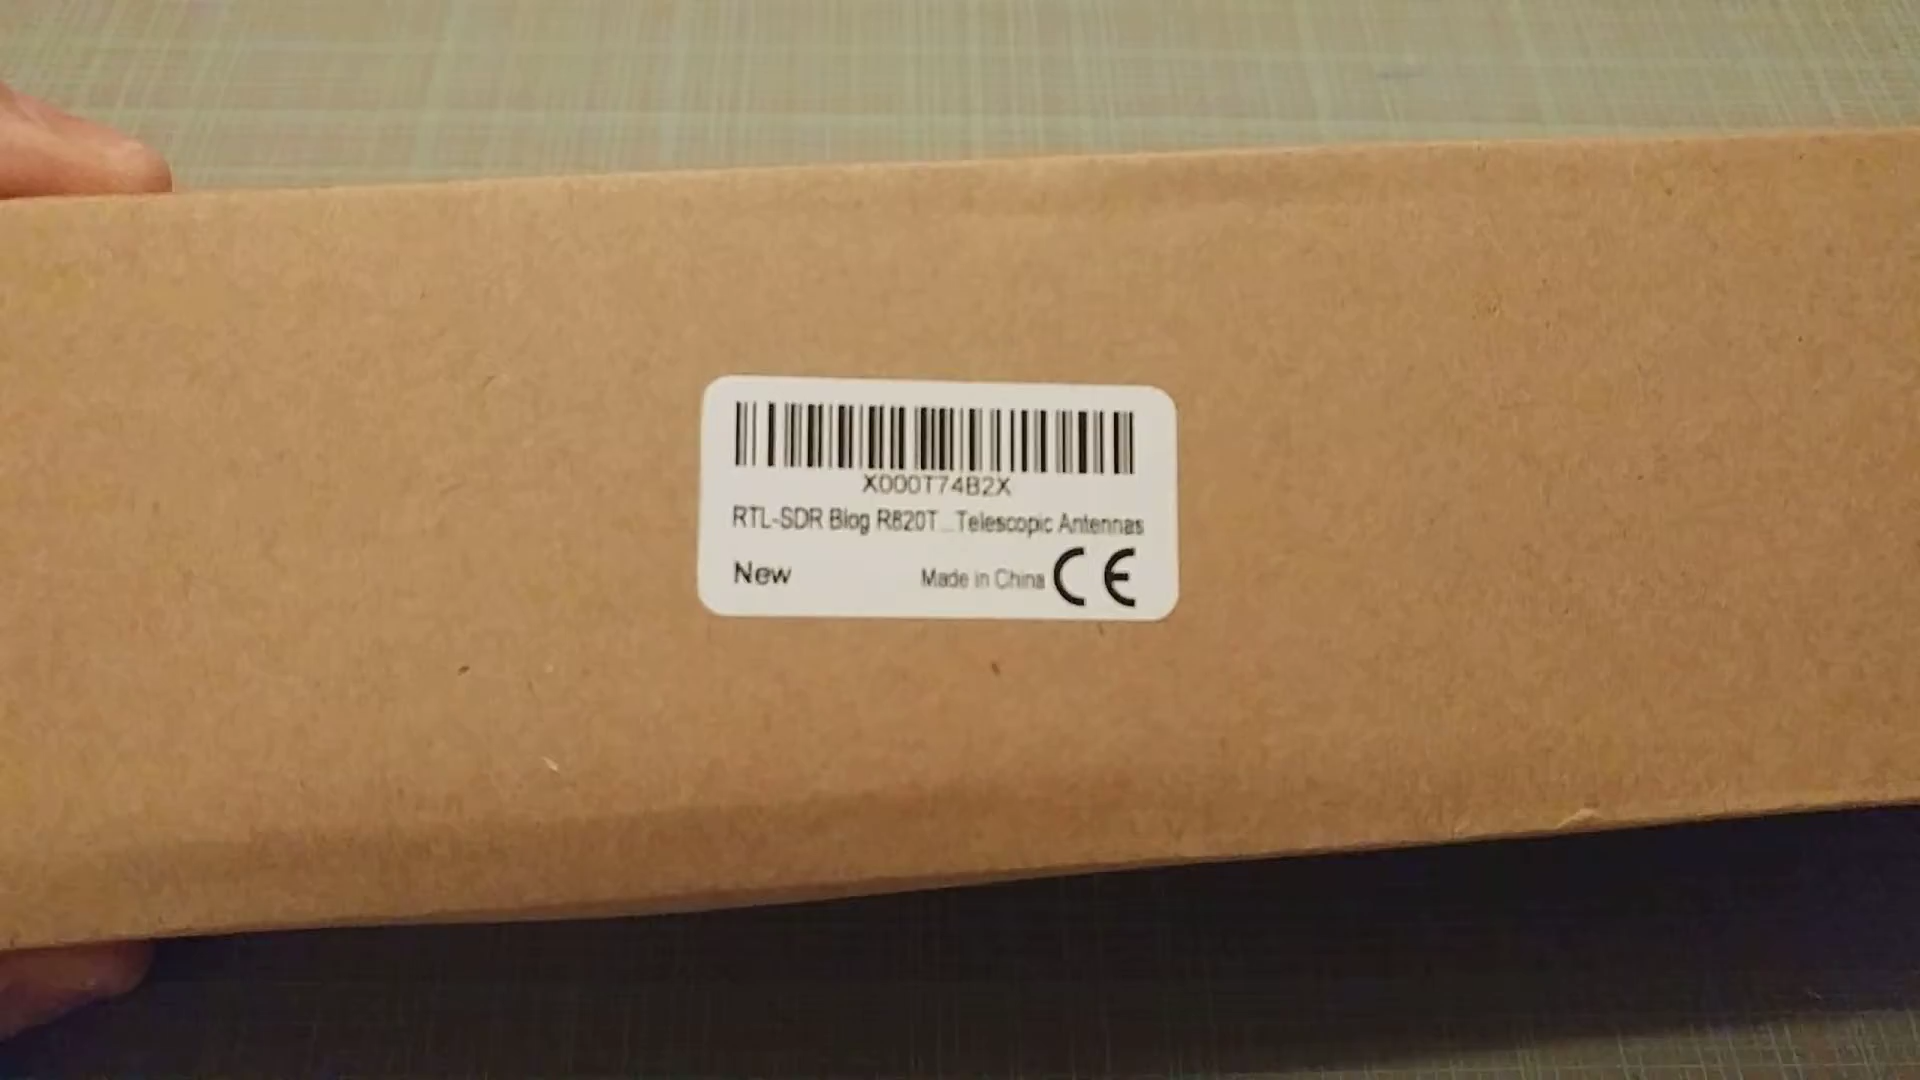 X000T74B2X
RTL-SDR Blog R820T...Telescopic Antennas
New
Made in China CE